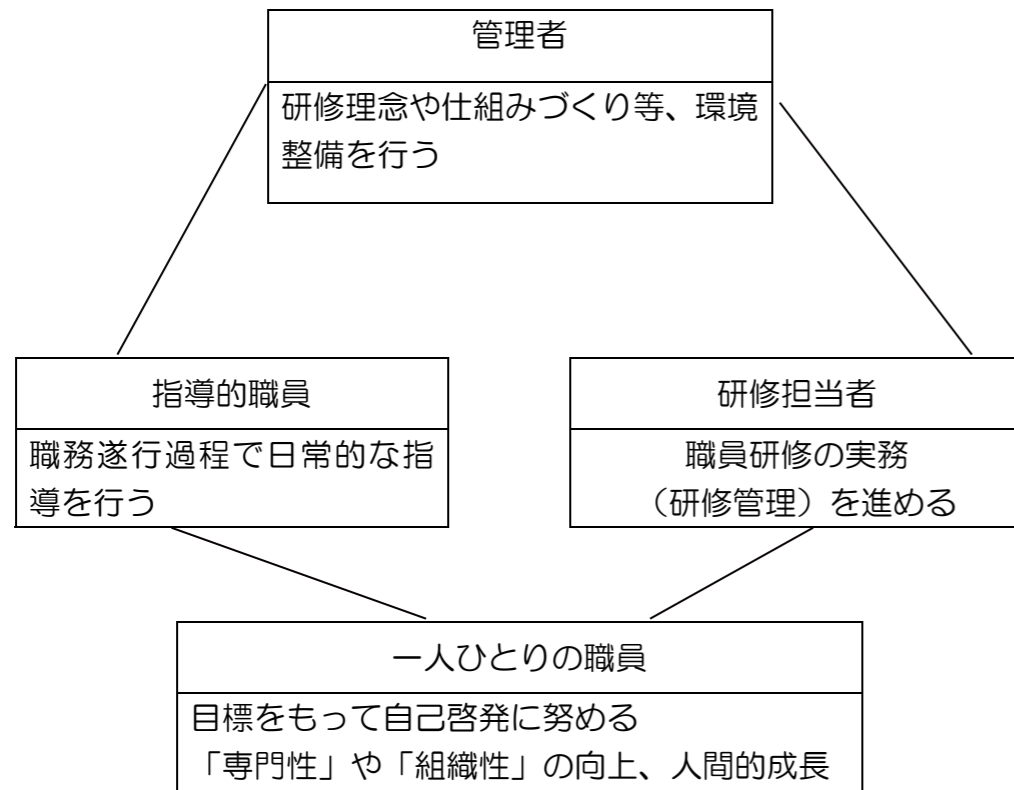 管理者
研修理念や仕組みづくり等、環境
整備を行う
指導的職員
職務遂行過程で日常的な指
導を行う
研修担当者
職員研修の実務
（研修管理）を進める
一人ひとりの職員
目標をもって自己啓発に努める
「専門性」や「組織性」の向上、人間的成長